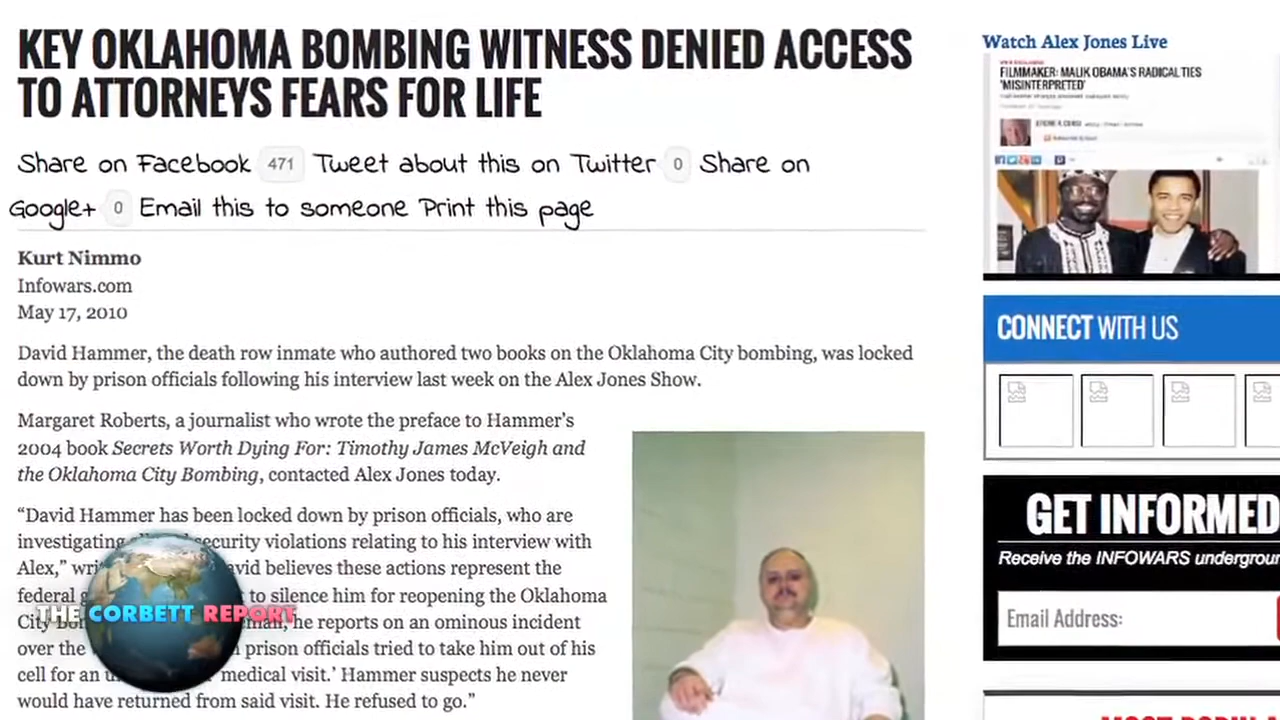 KEY OKLAHOMA BOMBING WITNESS DENIED ACCESS
TO ATTORNEYS FEARS FOR LIFE
Share on Facebook 471 Tweet about this on Twitter 0 Share on
Google+ 0 Email this to someone Print this page
Kurt Nimmo
Infowars.com
May 17, 2010
David Hammer, the death row inmate who authored two books on the Oklahoma City bombing, was locked
down by prison officials following his interview last week on the Alex Jones Show.
Margaret Roberts, a journalist who wrote the preface to Hammer's
2004 book Secrets Worth Dying For: Timothy James McVeigh and
the Oklahoma City Bombing, contacted Alex Jones today.
“David Hammer has been locked down by prison officials, who are
investigating security violations relating to his interview with
Alex,” believes these actions represent the
federal to silence him for reopening the Oklahoma
City he reports on an ominous incident
over the prison officials tried to take him out of his
cell for an medical visit.' Hammer suspects he never
would have returned from said visit. He refused to go.”
THE CORBETT REPORT
Watch Alex Jones Live
FILMMAKER: MALIK OBAMA'S RADICAL TIES
'MISINTERPRETED'
CONNECT WITH US
GET INFORMED
Receive the INFOWARS
Email Address: